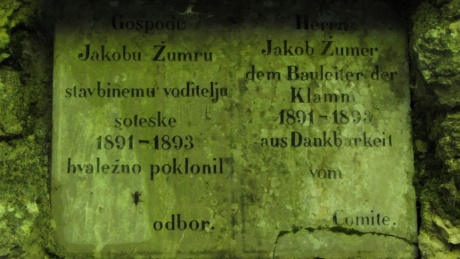 Gospodu
Jakobu Žumru
stavbinemu voditelju
soteske
1891-1893
hvaležno poklonil
odbor.
Herrn
Jakob Žumer
dem Bauleiter der
Klamm
1891-1893
aus Dankbarkeit
vom
Comite.